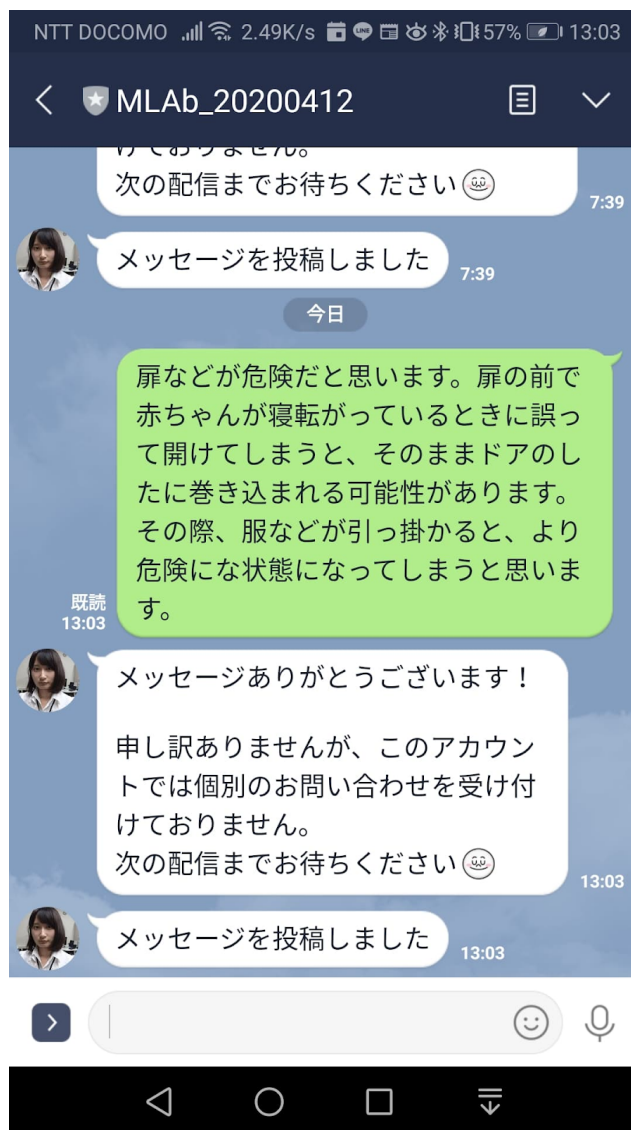 NTT DOCOMO 2.49K/s 57% 13:03
MLAb_20200412
けておりません。
次の配信までお待ちください
7:39
メッセージを投稿しました
7:39
今日
扉などが危険だと思います。扉の前で
赤ちゃんが寝転がっているときに誤っ
て開けてしまうと、そのままドアのし
たに巻き込まれる可能性があります。
その際、服などが引っ掛かると、より
危険にな状態になってしまうと思いま
す。
既読
13:03
メッセージありがとうございます！
申し訳ありませんが、このアカウン
トでは個別のお問い合わせを受け付
けておりません。
次の配信までお待ちください
13:03
メッセージを投稿しました
13:03